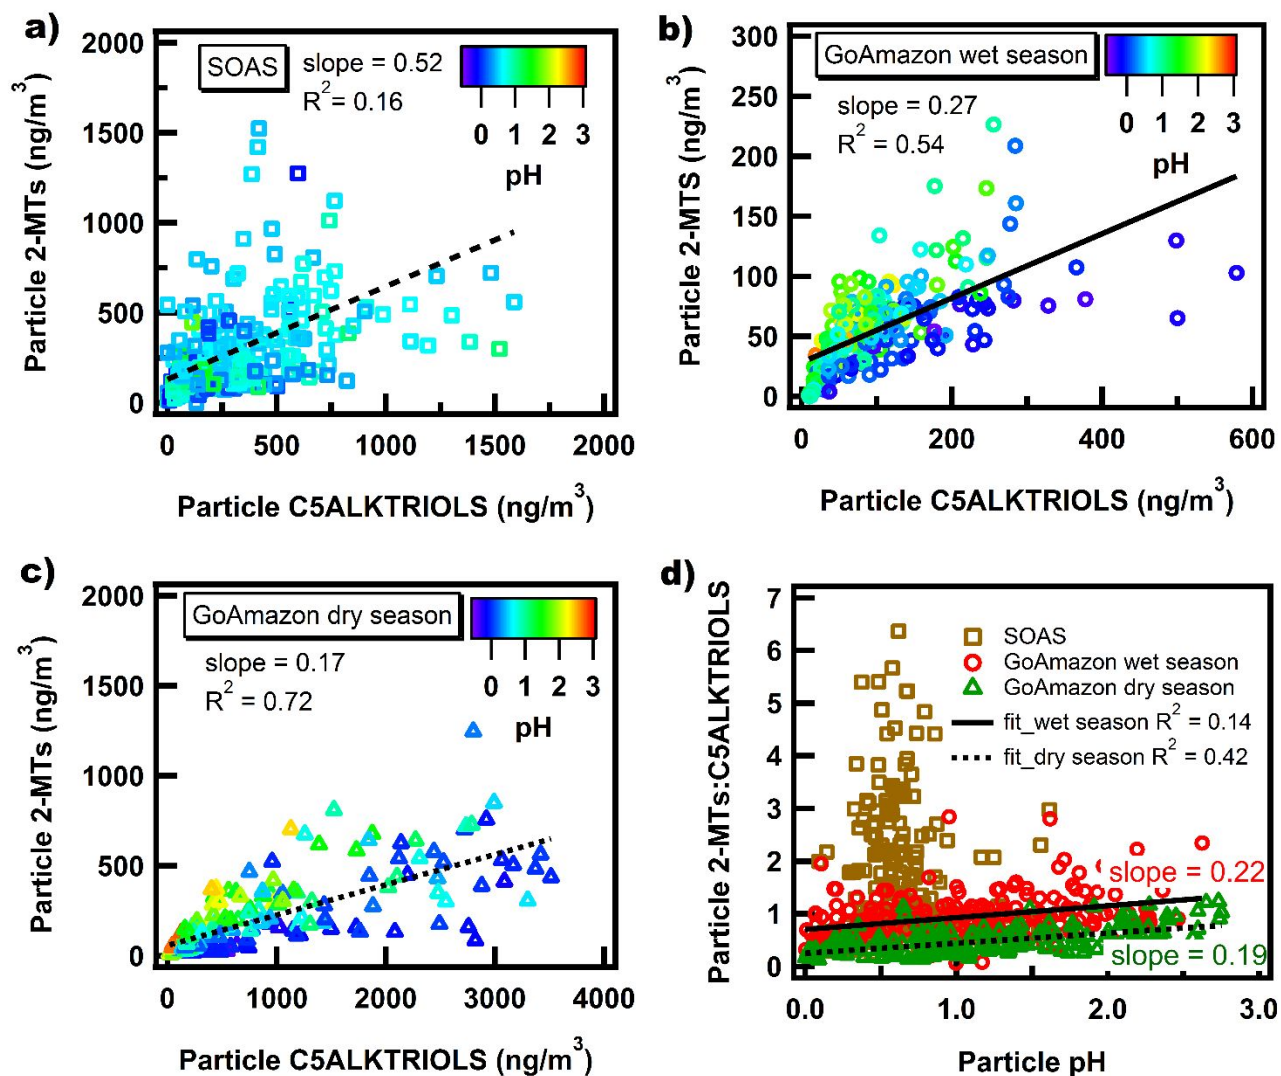 a)
SOAS
slope = 0.52
R² = 0.16
0 1 2 3
pH
2000
1500
1000
500
0
Particle 2-MTs (ng/m³)
0 500 1000 1500 2000
Particle C5ALKTRIOLS (ng/m³)
b)
GoAmazon wet season
slope = 0.27
R² = 0.54
0 1 2 3
pH
300
250
200
150
100
50
0
Particle 2-MTS (ng/m³)
0 200 400 600
Particle C5ALKTRIOLS (ng/m³)
c)
GoAmazon dry season
slope = 0.17
R² = 0.72
0 1 2 3
pH
2000
1500
1000
500
0
Particle 2-MTs (ng/m³)
0 1000 2000 3000 4000
Particle C5ALKTRIOLS (ng/m³)
d)
SOAS
GoAmazon wet season
GoAmazon dry season
fit_wet season R² = 0.14
fit_dry season R² = 0.42
slope = 0.22
slope = 0.19
7
6
5
4
3
2
1
0
Particle 2-MTs:C5ALKTRIOLS
0.0 1.0 2.0 3.0
Particle pH